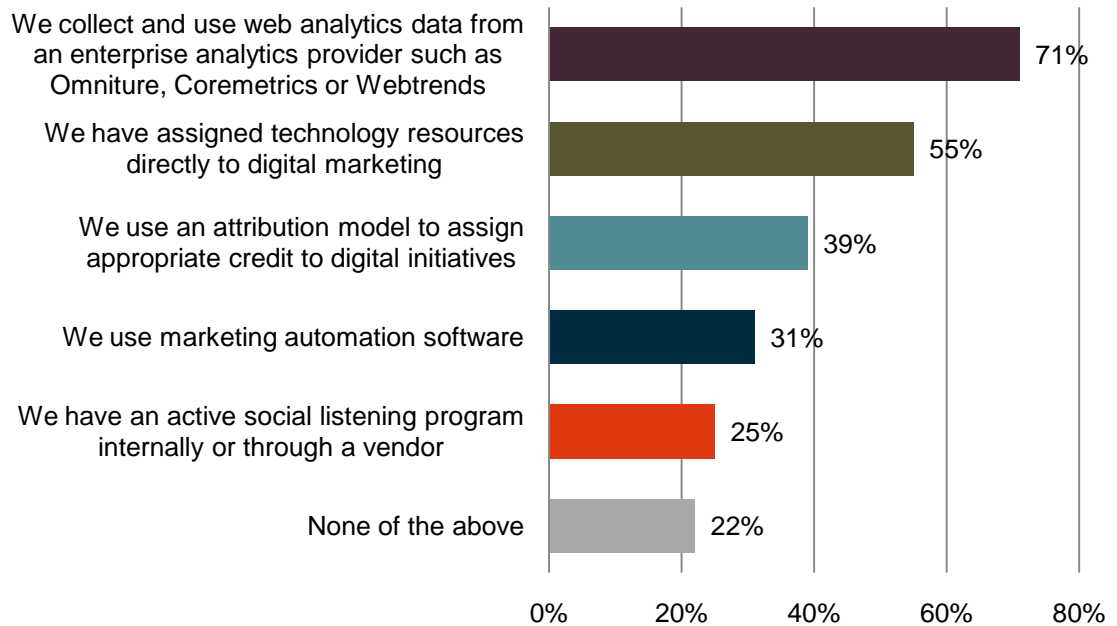 We collect and use web analytics data from
an enterprise analytics provider such as
Omniture, Coremetrics or Webtrends
71%
We have assigned technology resources
directly to digital marketing
55%
We use an attribution model to assign
appropriate credit to digital initiatives
39%
We use marketing automation software
31%
We have an active social listening program
internally or through a vendor
25%
None of the above
22%
0%
20%
40%
60%
80%